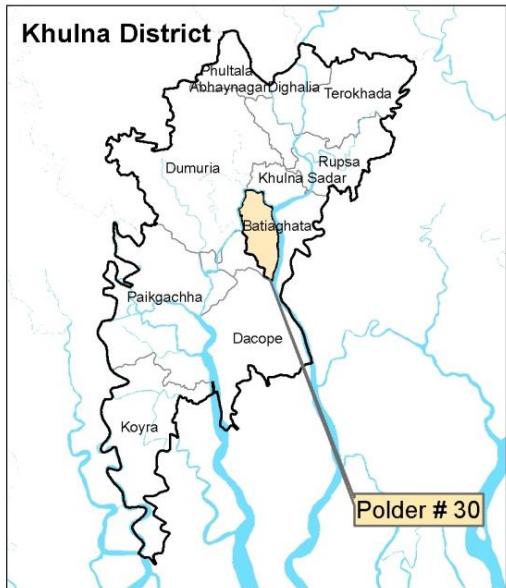 Khulna District
Phultala
Abhaynagar
Dighalia
Terokhada
Rupsa
Dumuria
Khulna Sadar
Batiaghata
Paikgachha
Dacope
Koyra
Polder # 30